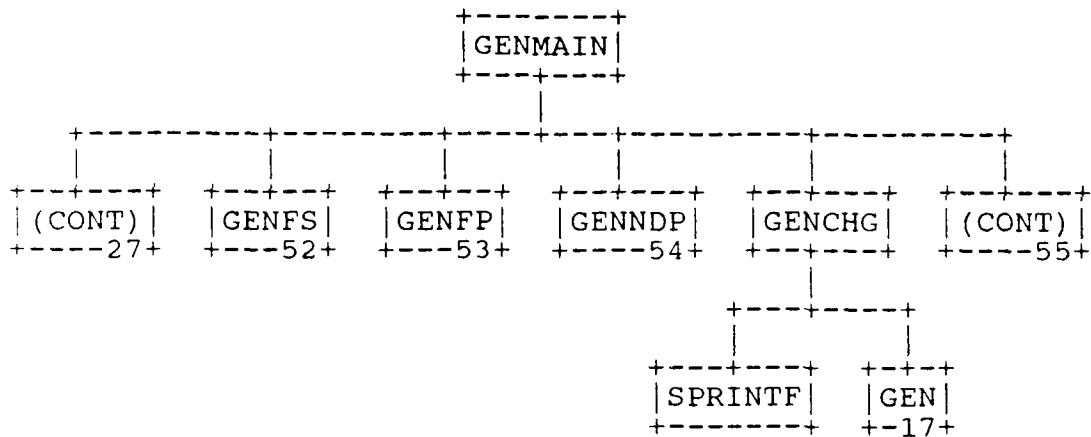 GENMAIN
(CONT) GENFS GENFP GENNDP GENCHG (CONT)
27 52 53 54 55
SPRINTF GEN
17